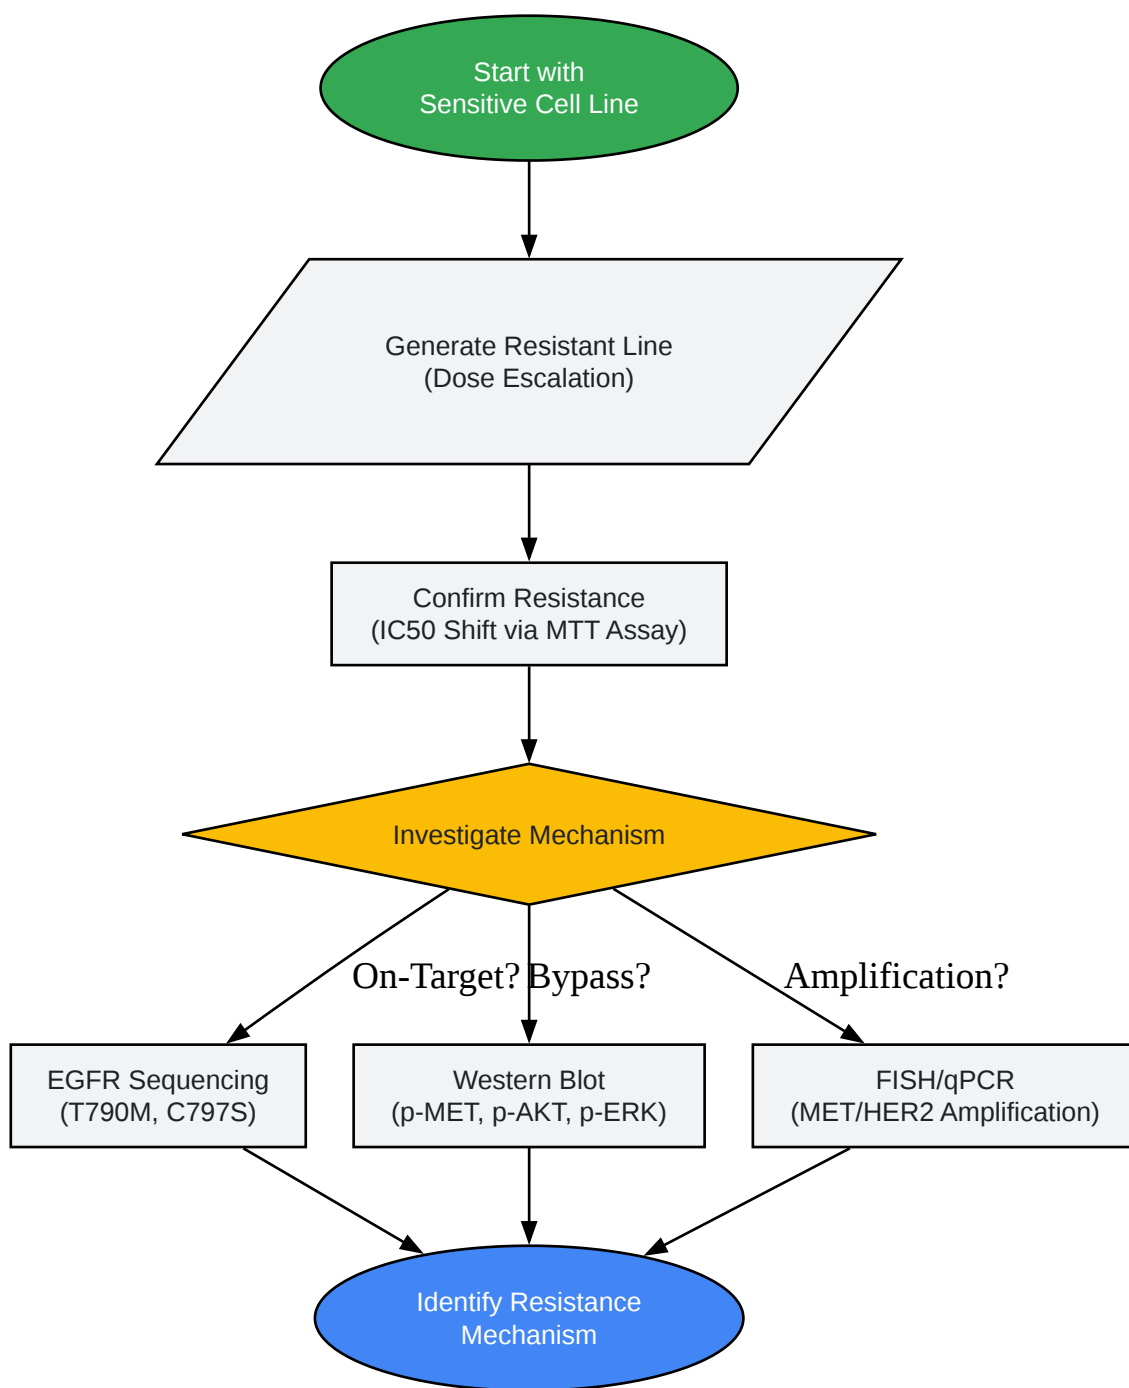 Start with
Sensitive Cell Line
Generate Resistant Line
(Dose Escalation)
Confirm Resistance
(IC50 Shift via MTT Assay)
Investigate Mechanism
On-Target?
Bypass?
Amplification?
EGFR Sequencing
(T790M, C797S)
Western Blot
(p-MET, p-AKT, p-ERK)
FISH/qPCR
(MET/HER2 Amplification)
Identify Resistance
Mechanism